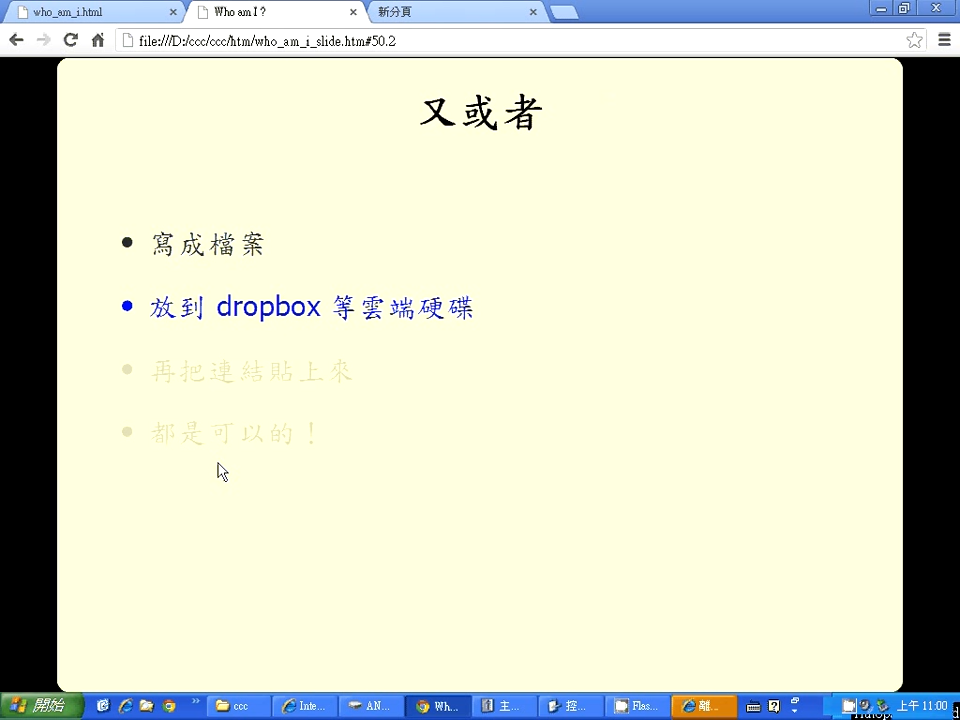 who_am_i.html
Who am I ?
新分頁
file:///D:/ccc/ccc/htm/who_am_i_slide.htm#50.2
又或者
寫成檔案
放到 dropbox 等雲端硬碟
再把連結貼上來
都是可以的！
開始
ccc
Inte...
AN...
Wh...
主...
控...
Flas...
離...
上午 11:00